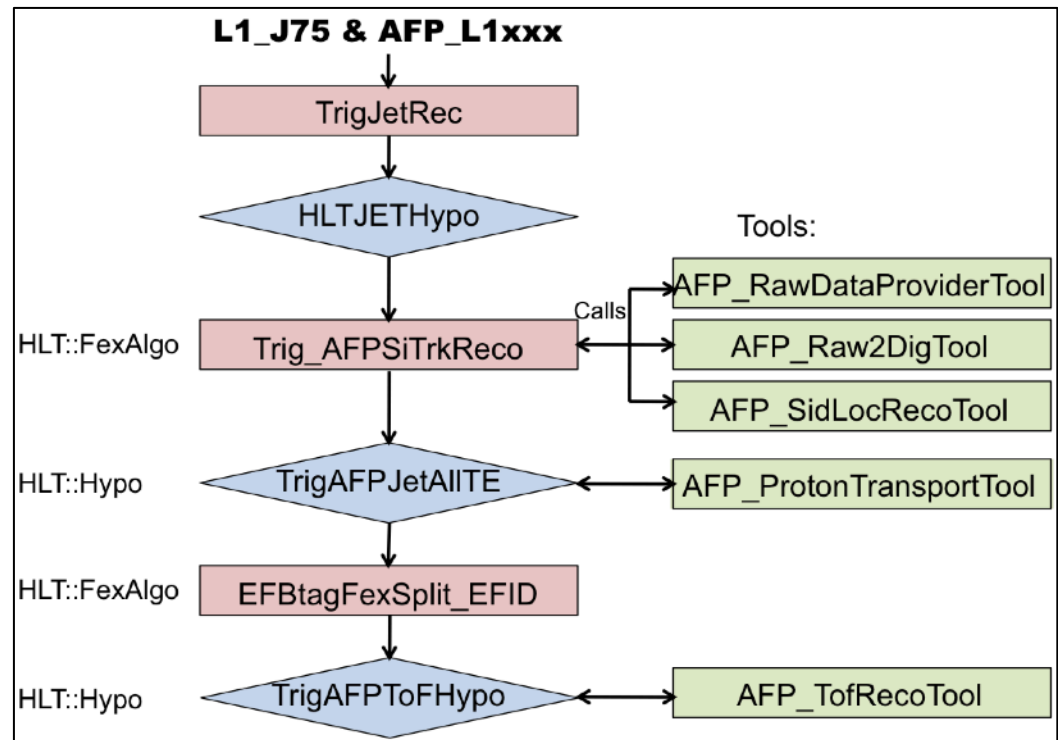 L1_J75 & AFP_L1xxx
TrigJetRec
HLTJETHypo
Tools:
AFP_RawDataProviderTool
Calls
HLT::FexAlgo
Trig_AFPSiTrkReco
AFP_Raw2DigTool
AFP_SidLocRecoTool
HLT::Hypo
TrigAFPJetAllTE
AFP_ProtonTransportTool
HLT::FexAlgo
EFBtagFexSplit_EFID
HLT::Hypo
TrigAFPToFHypo
AFP_TofRecoTool